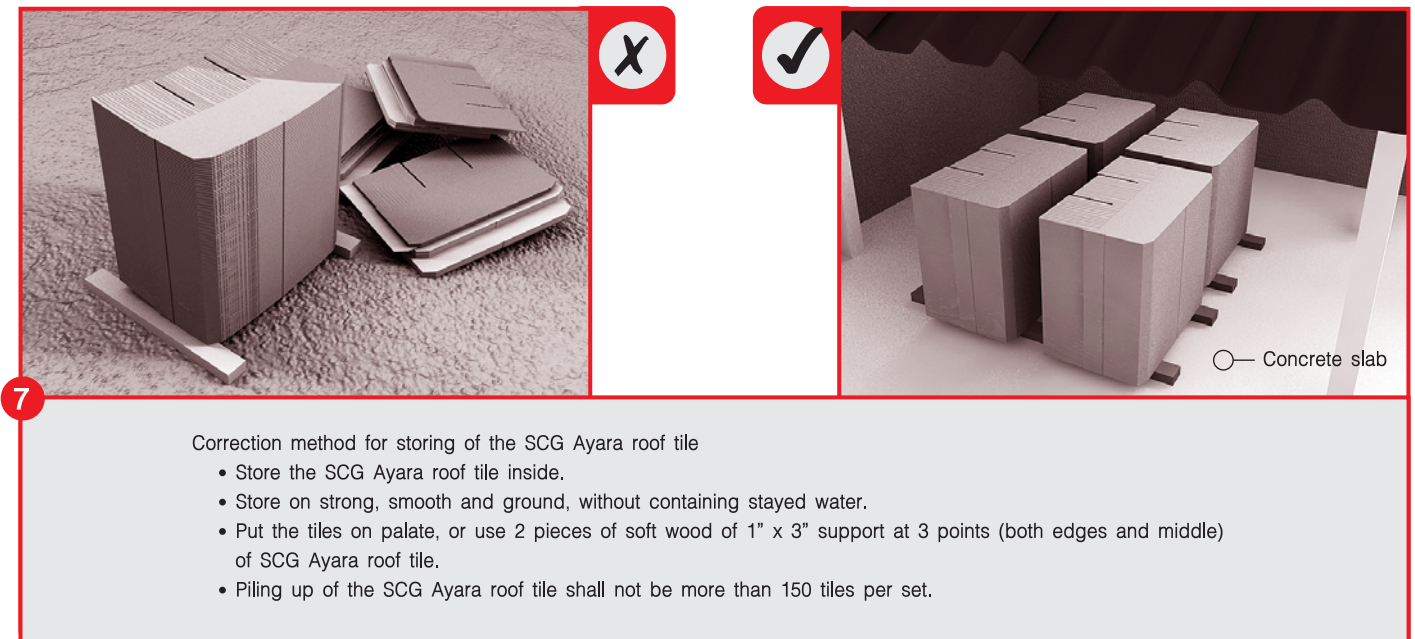 ✗
✓
Concrete slab
7
Correction method for storing of the SCG Ayara roof tile
• Store the SCG Ayara roof tile inside.
• Store on strong, smooth and ground, without containing stayed water.
• Put the tiles on palate, or use 2 pieces of soft wood of 1" x 3" support at 3 points (both edges and middle)
of SCG Ayara roof tile.
• Piling up of the SCG Ayara roof tile shall not be more than 150 tiles per set.